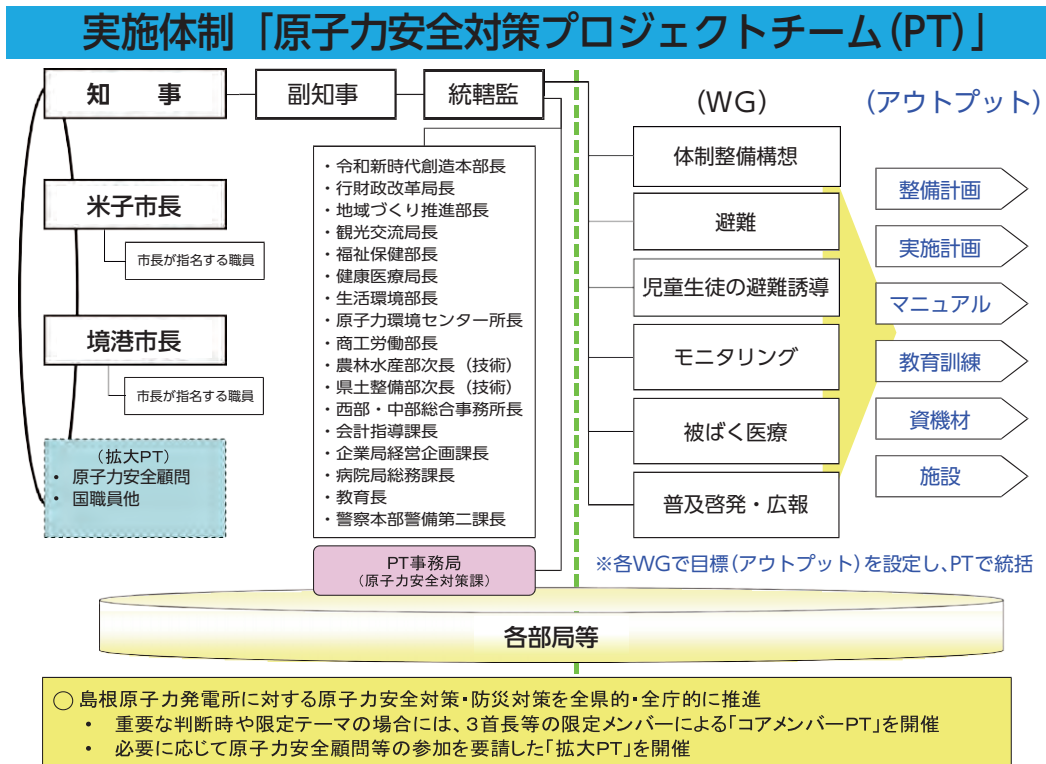 実施体制「原子力安全対策プロジェクトチーム(PT)」
知　事
副知事
統轄監
米子市長
市長が指名する職員
境港市長
市長が指名する職員
(拡大PT)
・ 原子力安全顧問
・ 国職員他
・令和新時代創造本部長
・行財政改革局長
・地域づくり推進部長
・観光交流局長
・福祉保健部長
・健康医療局長
・生活環境部長
・原子力環境センター所長
・商工労働部長
・農林水産部次長（技術）
・県土整備部次長（技術）
・西部・中部総合事務所長
・会計指導課長
・企業局経営企画課長
・病院局総務課長
・教育長
・警察本部警備第二課長
PT事務局
（原子力安全対策課）
(WG)
体制整備構想
避難
児童生徒の避難誘導
モニタリング
被ばく医療
普及啓発・広報
(アウトプット)
整備計画
実施計画
マニュアル
教育訓練
資機材
施設
※各WGで目標(アウトプット)を設定し、PTで統括
各部局等
○ 島根原子力発電所に対する原子力安全対策・防災対策を全県的・全庁的に推進
・ 重要な判断時や限定テーマの場合には、3首長等の限定メンバーによる「コアメンバーPT」を開催
・ 必要に応じて原子力安全顧問等の参加を要請した「拡大PT」を開催